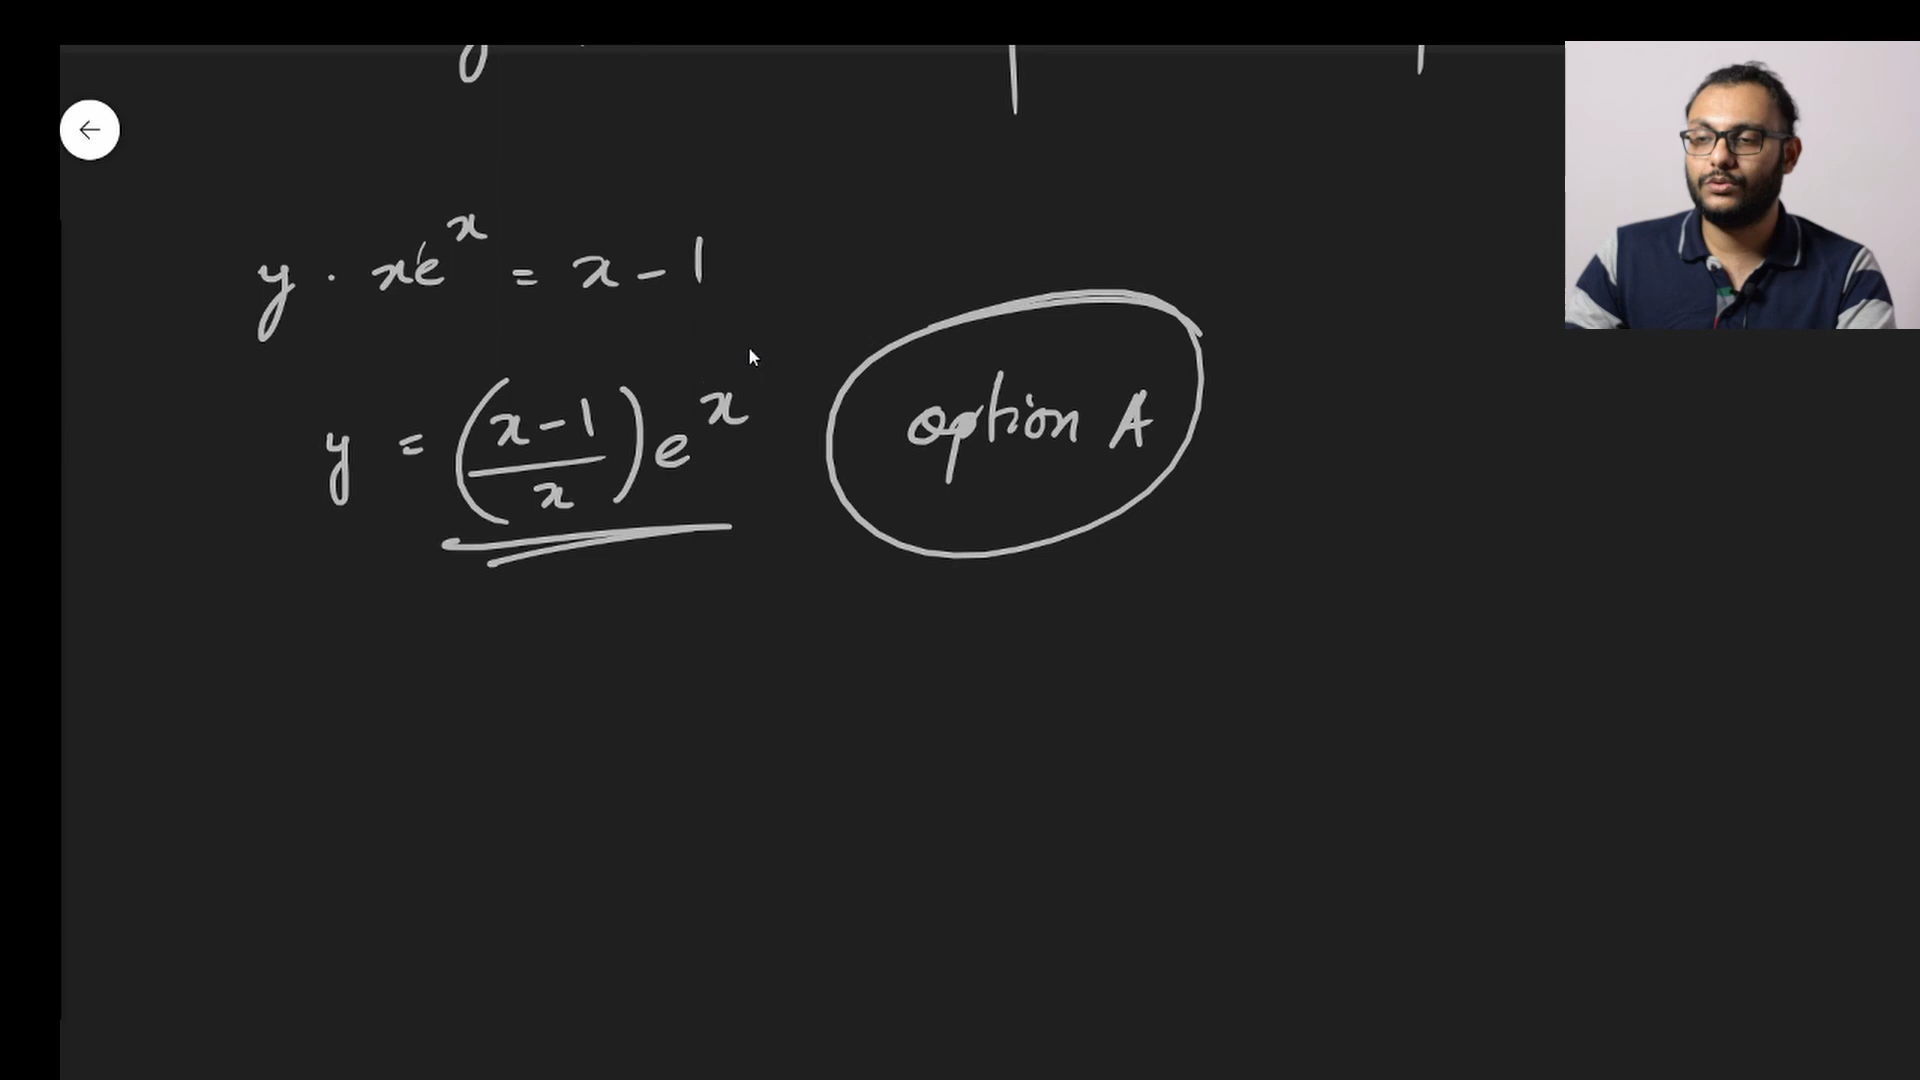 y · xe^x = x - 1
y = ((x-1)/x) e^x
option A